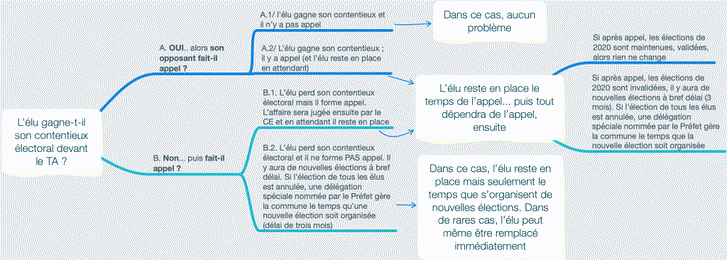 L'élu gagne-t-il
son contentieux
électoral devant
le TA ?
A. OUI.. alors son
opposant fait-il
appel ?
A.1/ l'élu gagne son contentieux et
il n'y a pas appel
Dans ce cas, aucun
problème
A.2/ L'élu gagne son contentieux ;
il y a appel (et l'élu reste en place
en attendant)
B. Non... puis fait-il
appel ?
B.1. L'élu perd son contentieux
électoral mais il forme appel.
L'affaire sera jugée ensuite par le
CE et en attendant il reste en place
L'élu reste en place le
temps de l'appel... puis tout
dépendra de l'appel,
ensuite
Si après appel, les élections de
2020 sont maintenues, validées,
alors rien ne change
Si après appel, les élections de
2020 sont invalidées, il y aura de
nouvelles élections à bref délai (3
mois). Si l'élection de tous les élus
est annulée, une délégation
spéciale nommée par le Préfet gère
la commune le temps que la
nouvelle élection soit organisée
B.2. L'élu perd son contentieux
électoral et il ne forme PAS appel. Il
y aura de nouvelles élections à bref
délai. Si l'élection de tous les élus
est annulée, une délégation
spéciale nommée par le Préfet gère
la commune le temps qu'une
nouvelle élection soit organisée
(délai de trois mois)
Dans ce cas, l'élu reste en
place mais seulement le
temps que s'organisent de
nouvelles élections. Dans
de rares cas, l'élu peut
même être remplacé
immédiatement